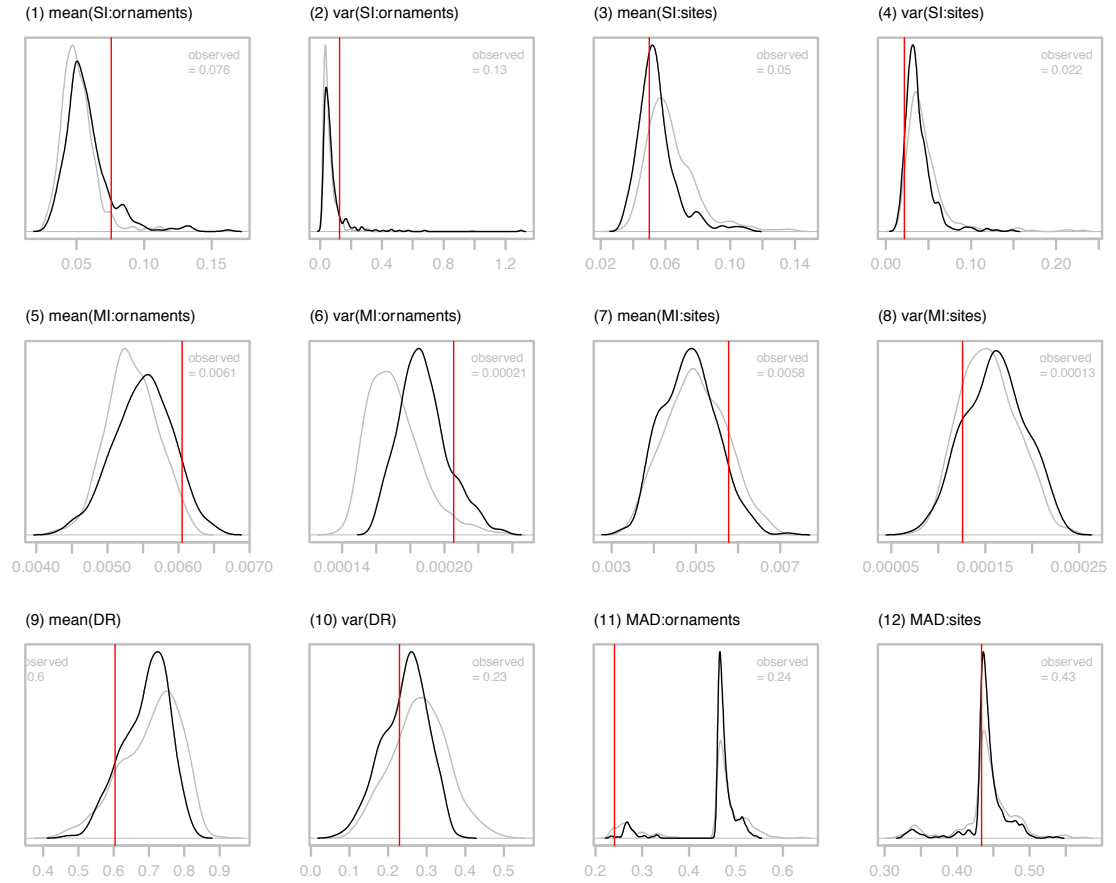 (1) mean(SI:ornaments)
(2) var(SI:ornaments)
(3) mean(SI:sites)
(4) var(SI:sites)
observed
= 0.076
observed
= 0.13
observed
= 0.05
observed
= 0.022
0.05 0.10 0.15
0.0 0.4 0.8 1.2
0.02 0.06 0.10 0.14
0.00 0.10 0.20
(5) mean(MI:ornaments)
(6) var(MI:ornaments)
(7) mean(MI:sites)
(8) var(MI:sites)
observed
= 0.0061
observed
= 0.00021
observed
= 0.0058
observed
= 0.00013
0.0040 0.0050 0.0060 0.0070
0.00014 0.00020
0.003 0.005 0.007
0.00005 0.00015 0.00025
(9) mean(DR)
(10) var(DR)
(11) MAD:ornaments
(12) MAD:sites
bserved
0.6
observed
= 0.23
observed
= 0.24
observed
= 0.43
0.4 0.5 0.6 0.7 0.8 0.9
0.0 0.1 0.2 0.3 0.4 0.5
0.2 0.3 0.4 0.5 0.6
0.30 0.40 0.50